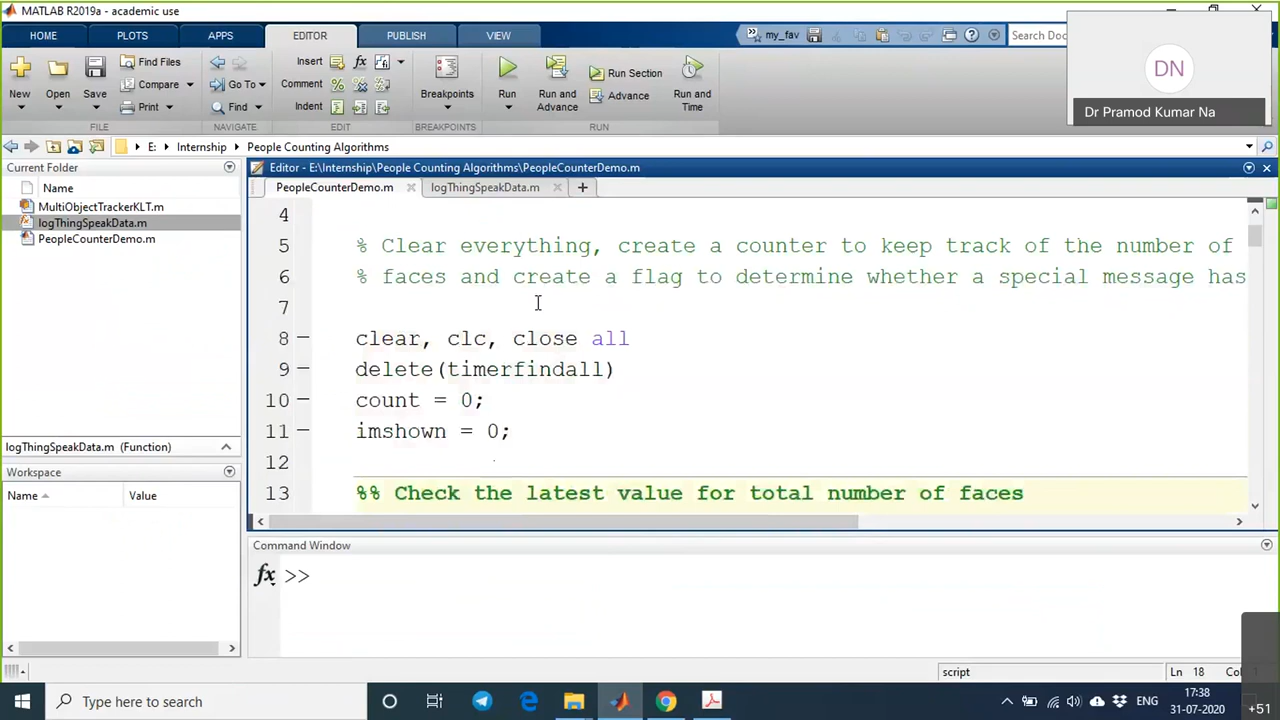 MATLAB R2019a - academic use
HOME PLOTS APPS EDITOR PUBLISH VIEW my_fav Search Doc
DN
Dr Pramod Kumar Na
New Open Save Find Files Compare Print
Go To Find
Insert Comment Indent
Breakpoints
Run Run and Advance Run Section Advance Run and Time
FILE NAVIGATE EDIT BREAKPOINTS RUN
E: Internship People Counting Algorithms
Current Folder
Name
MultiObjectTrackerKLT.m
logThingSpeakData.m
PeopleCounterDemo.m
logThingSpeakData.m (Function)
Workspace
Name Value
Editor - E:\Internship\People Counting Algorithms\PeopleCounterDemo.m
PeopleCounterDemo.m logThingSpeakData.m
4
5 % Clear everything, create a counter to keep track of the number of
6 % faces and create a flag to determine whether a special message has
7
8 clear, clc, close all
9 delete(timerfindall)
10 count = 0;
11 imshown = 0;
12
13 %% Check the latest value for total number of faces
Command Window
fx >>
script Ln 18
Type here to search
ENG
17:38
31-07-2020
+51